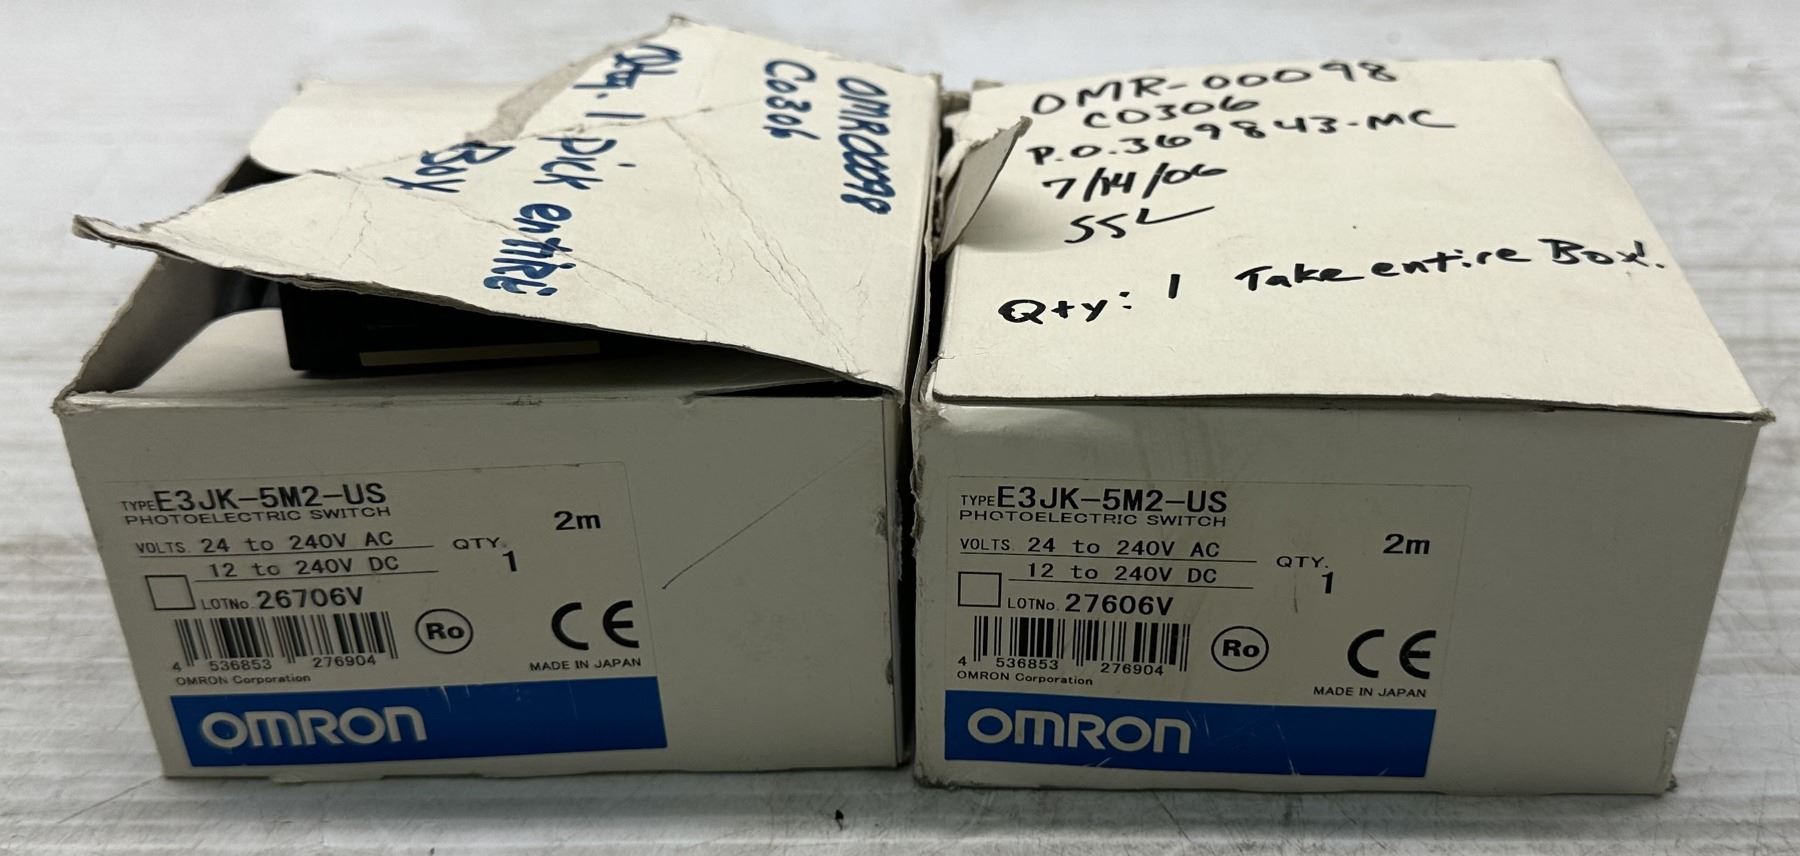 OMR00098
C0306
Qty. 1 Pick entire
Box
TYPE E3JK-5M2-US
PHOTOELECTRIC SWITCH
2m
VOLTS. 24 to 240V AC
12 to 240V DC
QTY.
1
LOTNo. 26706V
Ro
CE
4 536853 276904
MADE IN JAPAN
OMRON Corporation
OMRON
OMR-00098
C0306
P.O.369843-MC
7/14/06
SSL
Qty: 1 Take entire Box!
TYPE E3JK-5M2-US
PHOTOELECTRIC SWITCH
2m
VOLTS. 24 to 240V AC
12 to 240V DC
QTY.
1
LOTNo. 27606V
Ro
CE
4 536853 276904
OMRON Corporation
MADE IN JAPAN
OMRON